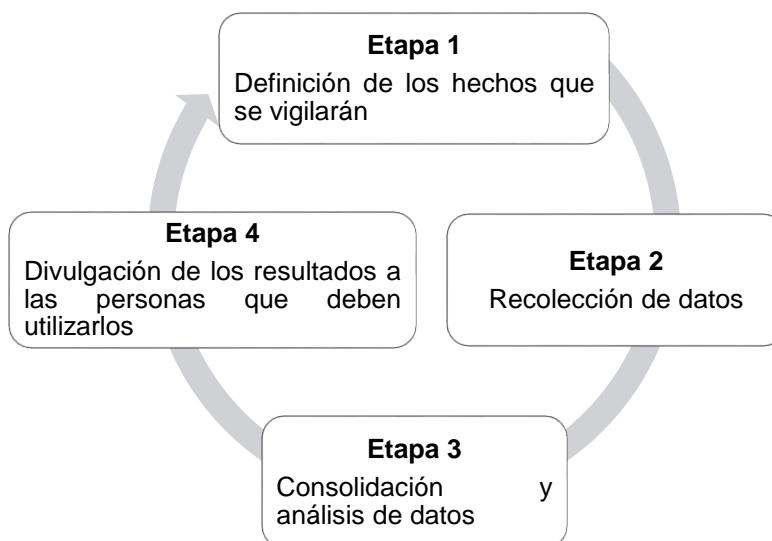 Etapa 1
Definición de los hechos que
se vigilarán
Etapa 2
Recolección de datos
Etapa 3
Consolidación y
análisis de datos
Etapa 4
Divulgación de los resultados a
las personas que deben
utilizarlos